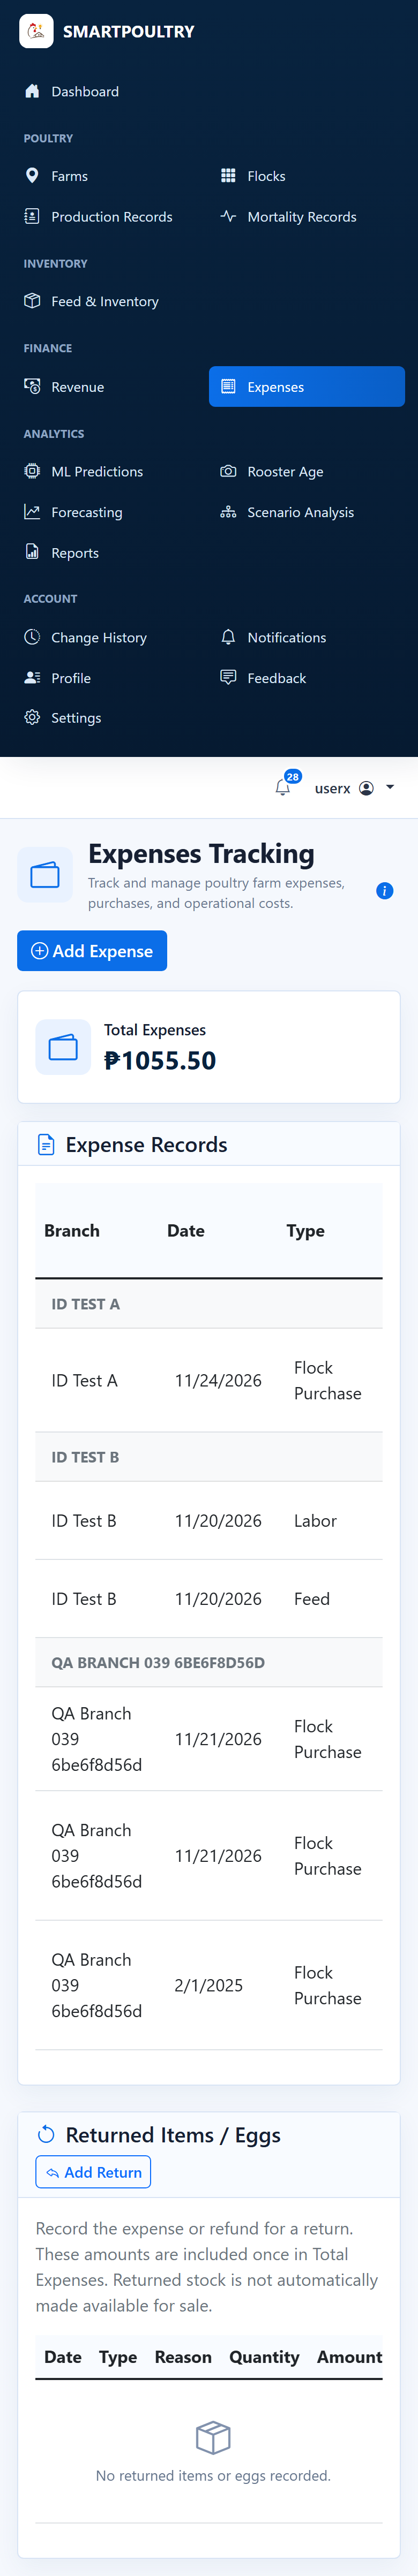 SMARTPOULTRY
Dashboard
POULTRY
Farms
Flocks
Production Records
Mortality Records
INVENTORY
Feed & Inventory
FINANCE
Revenue
Expenses
ANALYTICS
ML Predictions
Rooster Age
Forecasting
Scenario Analysis
Reports
ACCOUNT
Change History
Notifications
Profile
Feedback
Settings
28
userx
Expenses Tracking
Track and manage poultry farm expenses,
purchases, and operational costs.
Add Expense
Total Expenses
₱1055.50
Expense Records
Branch Date Type
ID TEST A
ID Test A 11/24/2026 Flock
Purchase
ID TEST B
ID Test B 11/20/2026 Labor
ID Test B 11/20/2026 Feed
QA BRANCH 039 6BE6F8D56D
QA Branch
039
6be6f8d56d
11/21/2026
Flock
Purchase
QA Branch
039
6be6f8d56d
11/21/2026
Flock
Purchase
QA Branch
039
6be6f8d56d
2/1/2025
Flock
Purchase
Returned Items / Eggs
Add Return
Record the expense or refund for a return.
These amounts are included once in Total
Expenses. Returned stock is not automatically
made available for sale.
Date Type Reason Quantity Amount
No returned items or eggs recorded.